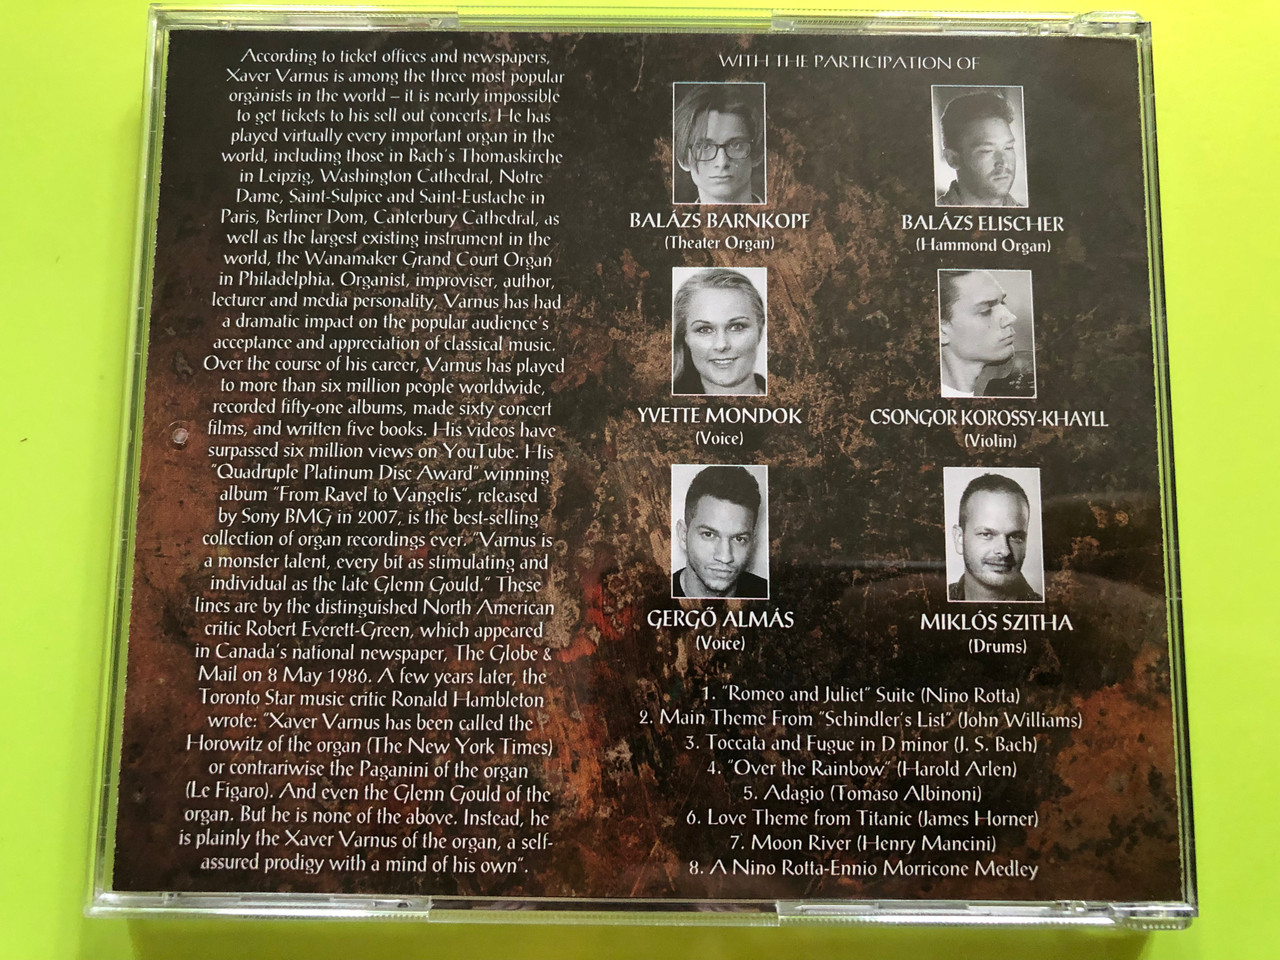 According to ticket offices and newspapers,
Xaver Varnus is among the three most popular
organists in the world – it is nearly impossible
to get tickets to his sell out concerts. He has
played virtually every important organ in the
world, including those in Bach's Thomaskirche
in Leipzig, Washington Cathedral, Notre
Dame, Saint-Sulpice and Saint-Eustache in
Paris, Berliner Dom, Canterbury Cathedral, as
well as the largest existing instrument in the
world, the Wanamaker Grand Court Organ
in Philadelphia. Organist, improviser, author,
lecturer and media personality, Varnus has had
a dramatic impact on the popular audience's
acceptance and appreciation of classical music.
Over the course of his career, Varnus has played
to more than six million people worldwide,
recorded fifty-one albums, made sixty concert
films, and written five books. His videos have
surpassed six million views on YouTube. His
"Quadruple Platinum Disc Award" winning
album "From Ravel to Vangelis", released
by Sony BMG in 2007, is the best-selling
collection of organ recordings ever. "Varnus is
a monster talent, every bit as stimulating and
individual as the late Glenn Gould." These
lines are by the distinguished North American
critic Robert Everett-Green, which appeared
in Canada's national newspaper, The Globe &
Mail on 8 May 1986. A few years later, the
Toronto Star music critic Ronald Hambleton
wrote: "Xaver Varnus has been called the
Horowitz of the organ (The New York Times)
or contrariwise the Paganini of the organ
(Le Figaro). And even the Glenn Gould of the
organ. But he is none of the above. Instead, he
is plainly the Xaver Varnus of the organ, a self-
assured prodigy with a mind of his own".
WITH THE PARTICIPATION OF
BALÁZS BARNKOPF
(Theater Organ)
BALÁZS ELISCHER
(Hammond Organ)
YVETTE MONDOK
(Voice)
CSONGOR KOROSSY-KHAYLL
(Violin)
GERGŐ ALMÁS
(Voice)
MIKLÓS SZITHA
(Drums)
1. "Romeo and Juliet" Suite (Nino Rotta)
2. Main Theme From "Schindler's List" (John Williams)
3. Toccata and Fugue in D minor (J. S. Bach)
4. "Over the Rainbow" (Harold Arlen)
5. Adagio (Tomaso Albinoni)
6. Love Theme from Titanic (James Horner)
7. Moon River (Henry Mancini)
8. A Nino Rotta-Ennio Morricone Medley